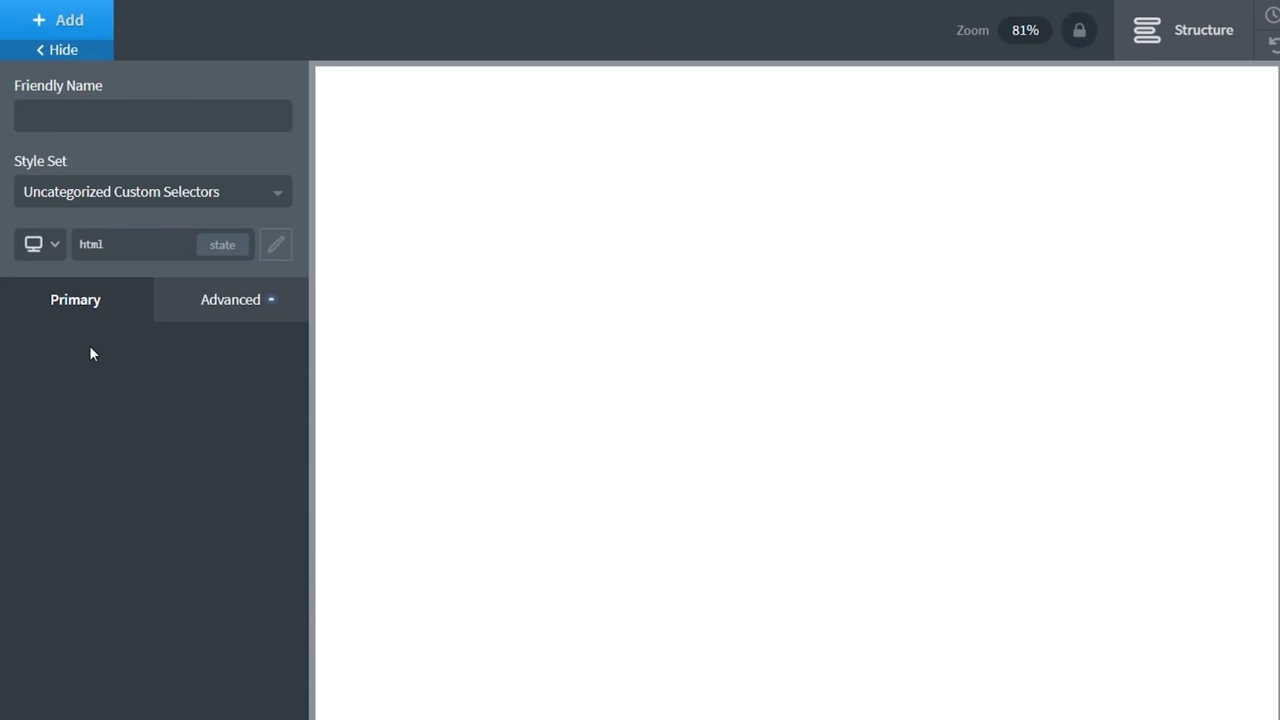 + Add
< Hide
Zoom 81% Structure
Friendly Name
Style Set
Uncategorized Custom Selectors
html state
Primary Advanced